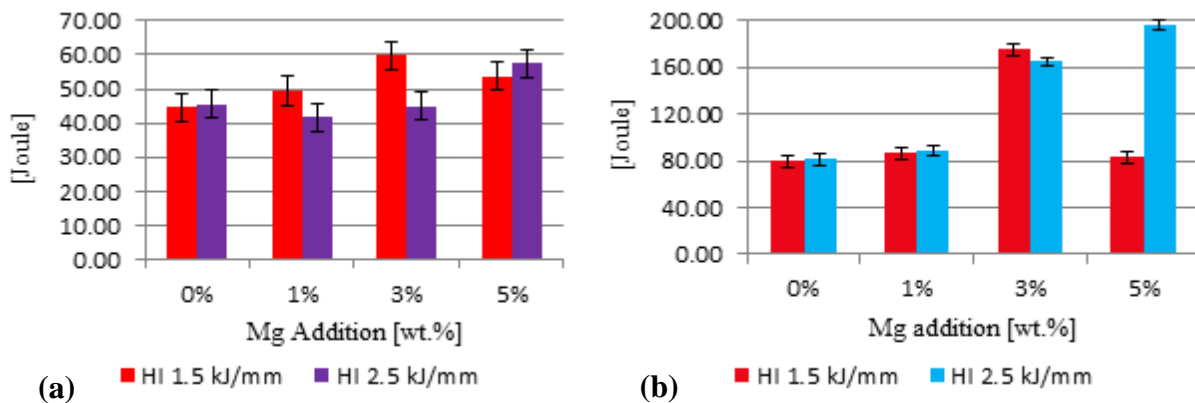 70.00
60.00
50.00
40.00
30.00
20.00
10.00
0.00
[Joule]
0% 1% 3% 5%
Mg Addition [wt.%]
HI 1.5 kJ/mm HI 2.5 kJ/mm
(a)
200.00
160.00
120.00
80.00
40.00
0.00
[Joule]
0% 1% 3% 5%
Mg addition [wt.%]
HI 1.5 kJ/mm HI 2.5 kJ/mm
(b)